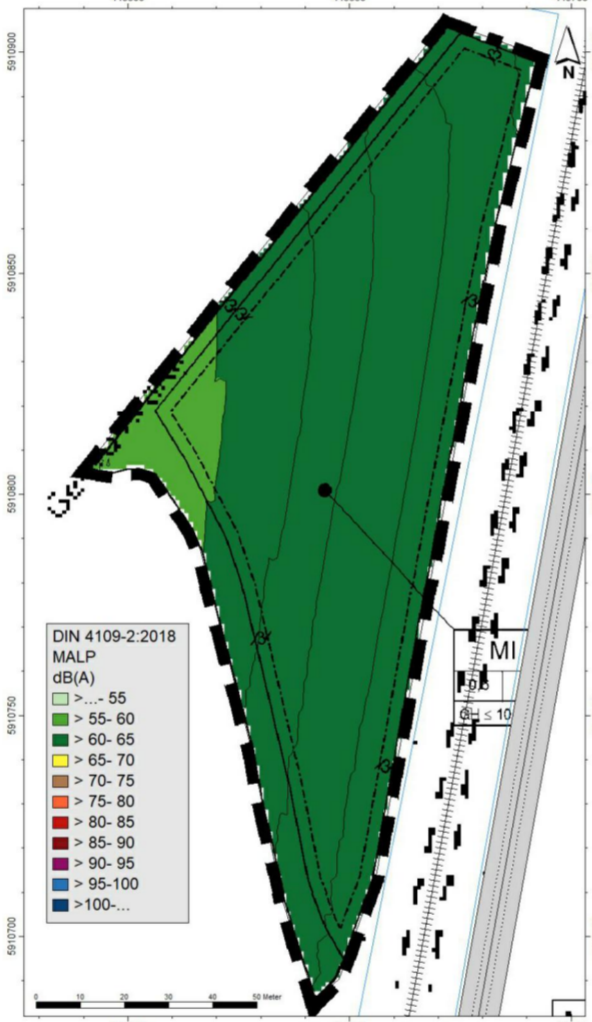 N
5910900
5910850
5910800
5910750
5910700
MI
GH ≤ 10
DIN 4109-2:2018
MALP
dB(A)
>...- 55
> 55- 60
> 60- 65
> 65- 70
> 70- 75
> 75- 80
> 80- 85
> 85- 90
> 90- 95
> 95-100
>100-...
0 10 20 30 40 50 Meter